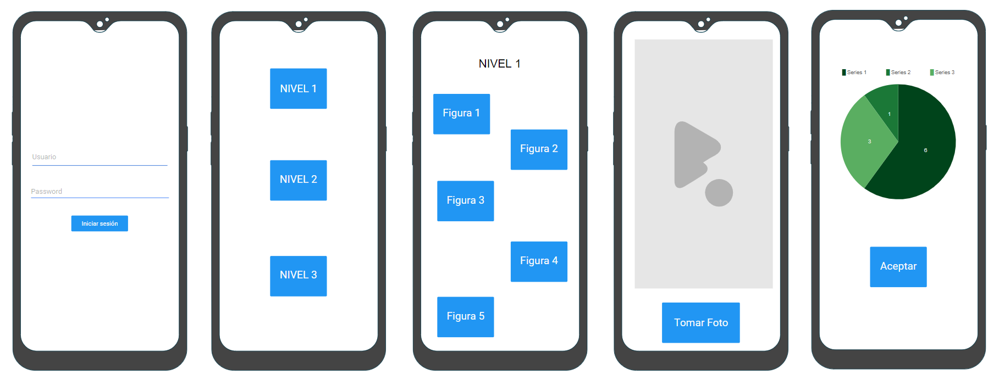 Usuario
Password
Iniciar sesión
NIVEL 1
NIVEL 2
NIVEL 3
NIVEL 1
Figura 1
Figura 2
Figura 3
Figura 4
Figura 5
Tomar Foto
Series 1 Series 2 Series 3
1
3
6
Aceptar